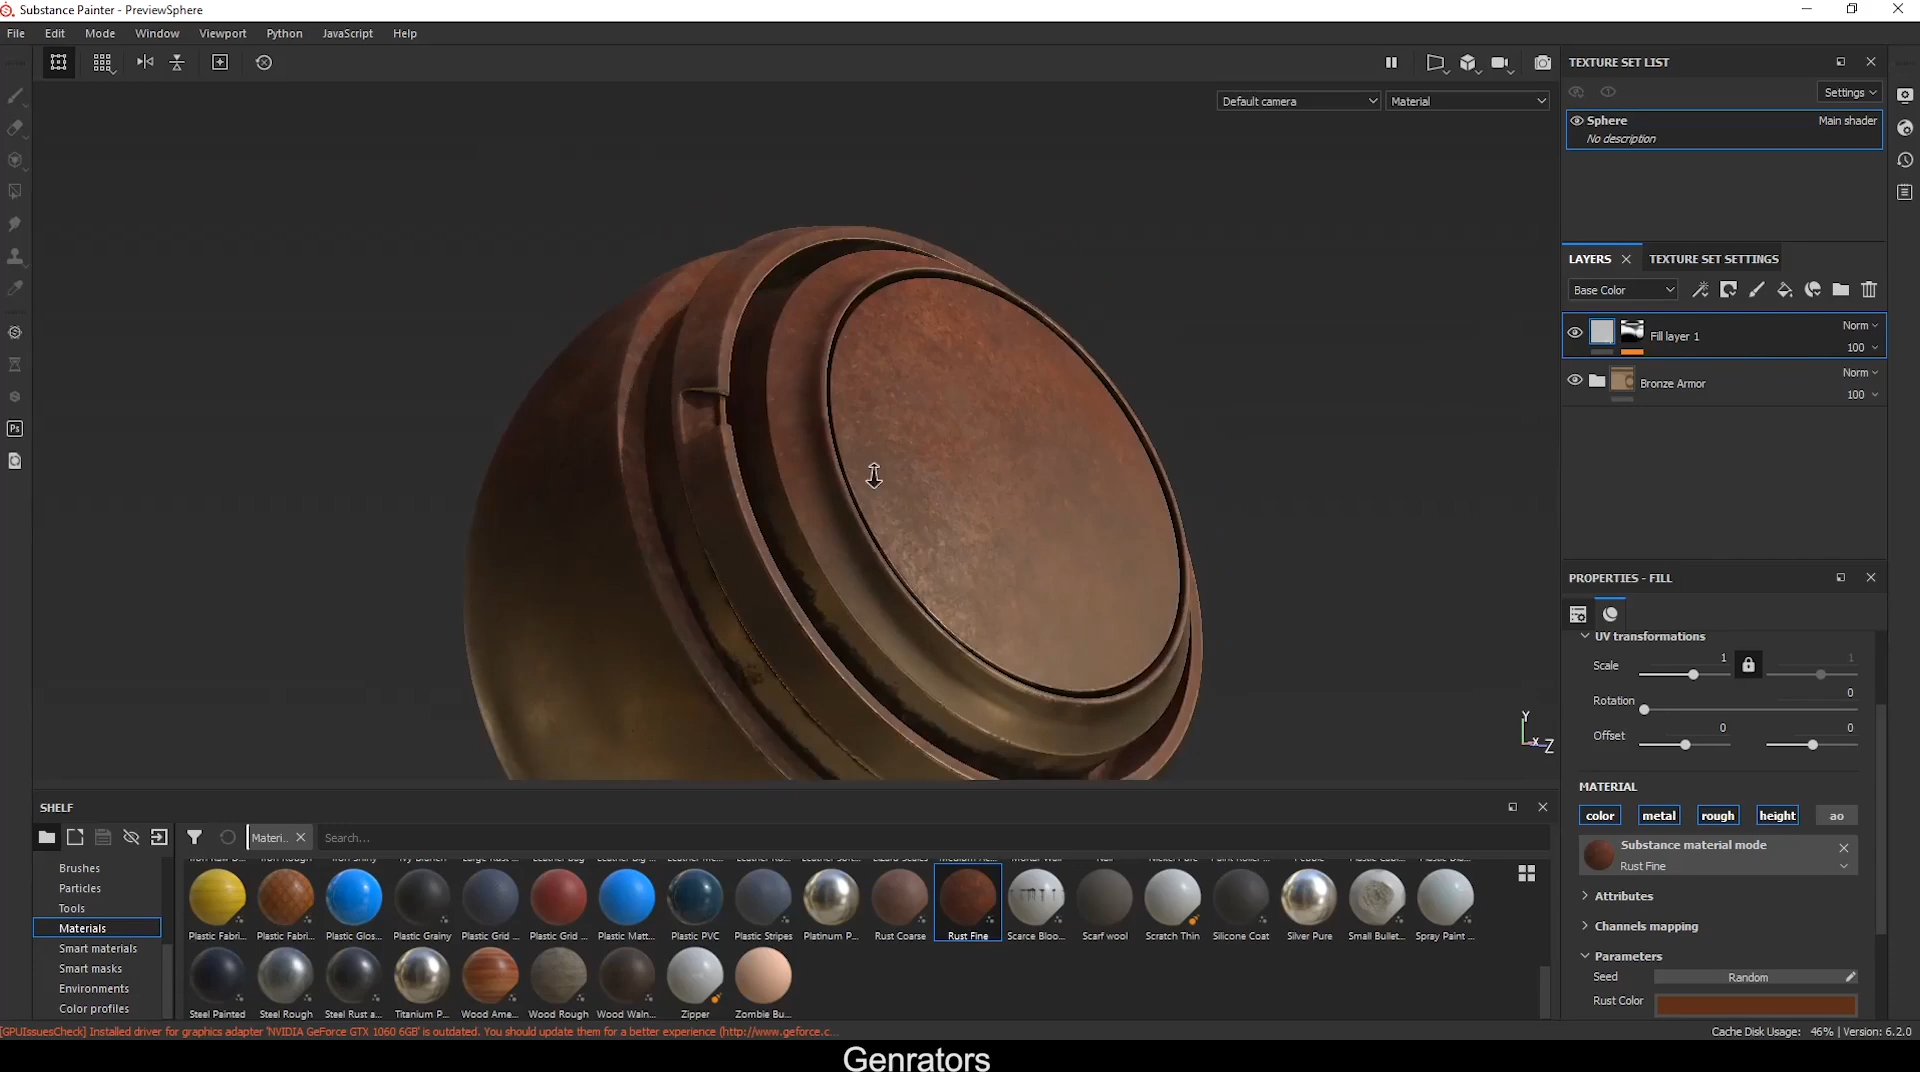 Substance Painter - PreviewSphere
File Edit Mode Window Viewport Python JavaScript Help
Default camera
Material
TEXTURE SET LIST
Settings
Sphere Main shader
No description
LAYERS TEXTURE SET SETTINGS
Base Color
Fill layer 1 Norm
100
Bronze Armor Norm
100
PROPERTIES - FILL
UV transformations
Scale 1 1
Rotation 0
Offset 0 0
MATERIAL
color metal rough height ao
Substance material mode
Rust Fine
Attributes
Channels mapping
Parameters
Seed Random
Rust Color
Y
X
Z
SHELF
Materi...
Search...
Brushes
Particles
Tools
Materials
Smart materials
Smart masks
Environments
Color profiles
Plastic Fabri... Plastic Fabri... Plastic Glos... Plastic Grainy Plastic Grid ... Plastic Grid ... Plastic Matt... Plastic PVC Plastic Stripes Platinum P... Rust Coarse Rust Fine Scarce Bloo... Scarf wool Scratch Thin Silicone Coat Silver Pure Small Bullet... Spray Paint ...
Steel Painted Steel Rough Steel Rust a... Titanium P... Wood Ame... Wood Rough Wood Waln... Zipper Zombie Bu...
[GPUIssuesCheck] Installed driver for graphics adapter 'NVIDIA GeForce GTX 1060 6GB' is outdated. You should update them for a better experience (http://www.geforce.c...
Cache Disk Usage: 46% | Version: 6.2.0
Genrators